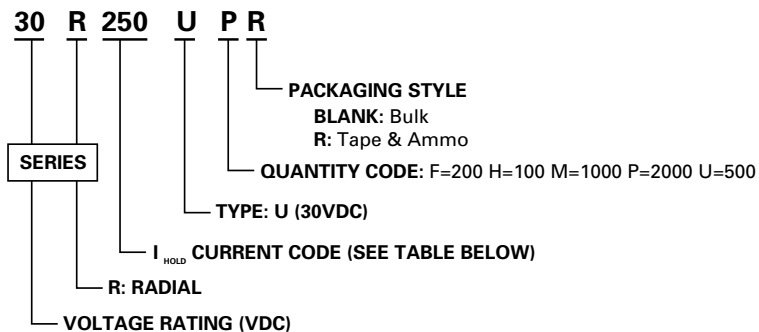 30 R 250 U P R
PACKAGING STYLE
BLANK: Bulk
R: Tape & Ammo
SERIES
QUANTITY CODE: F=200 H=100 M=1000 P=2000 U=500
TYPE: U (30VDC)
I HOLD CURRENT CODE (SEE TABLE BELOW)
R: RADIAL
VOLTAGE RATING (VDC)